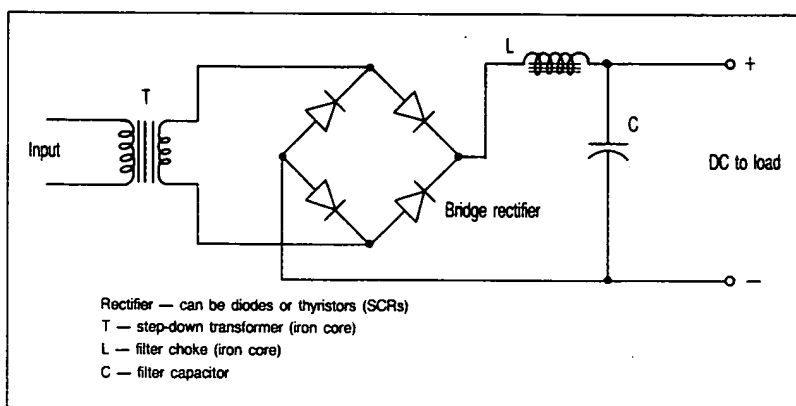 L
+
T
C
Input
DC to load
Bridge rectifier
−
Rectifier — can be diodes or thyristors (SCRs)
T — step-down transformer (iron core)
L — filter choke (iron core)
C — filter capacitor